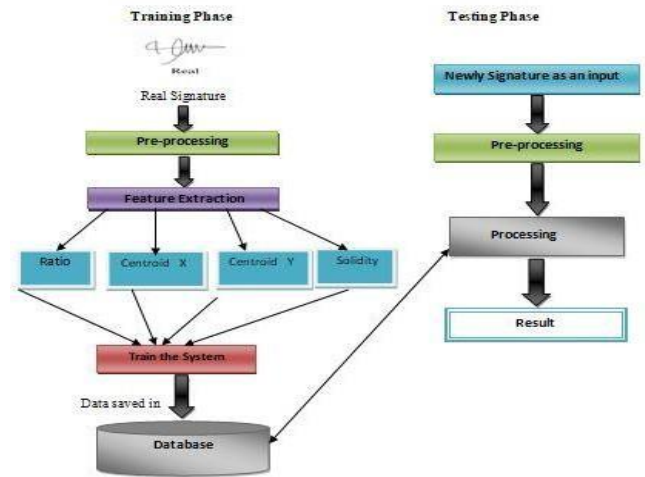 Training Phase
Real
Real Signature
Pre-processing
Feature Extraction
Ratio
Centroid X
Centroid Y
Solidity
Train the System
Data saved in
Database
Testing Phase
Newly Signature as an input
Pre-processing
Processing
Result